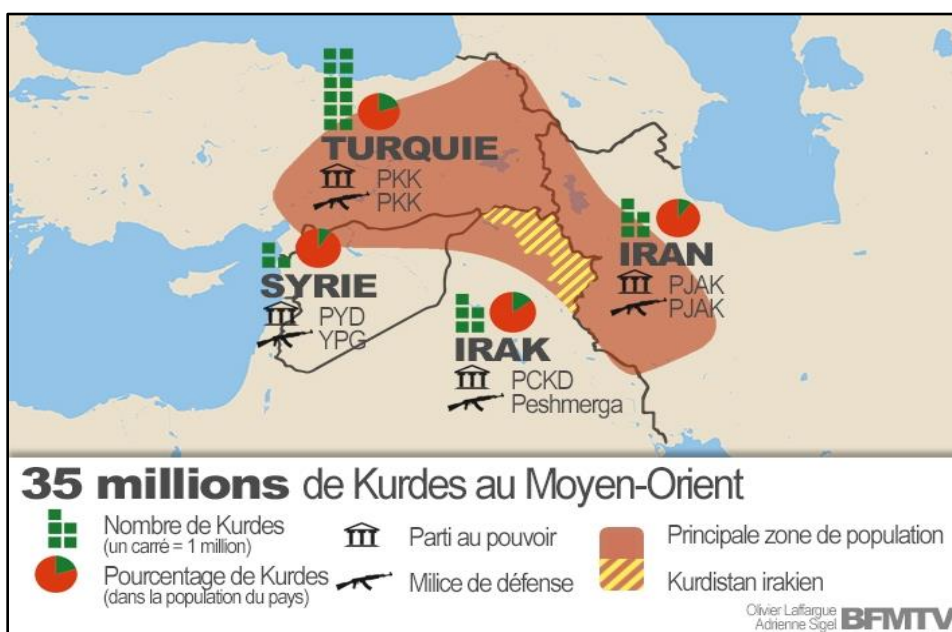 TURQUIE
PKK
PKK
SYRIE
PYD
YPG
IRAK
PCKD
Peshmerga
IRAN
PJAK
PJAK
35 millions de Kurdes au Moyen-Orient
Nombre de Kurdes
(un carré = 1 million)
Pourcentage de Kurdes
(dans la population du pays)
Parti au pouvoir
Milice de défense
Principale zone de population
Kurdistan irakien
Olivier Laffargue
Adrienne Sigel
BFMTV